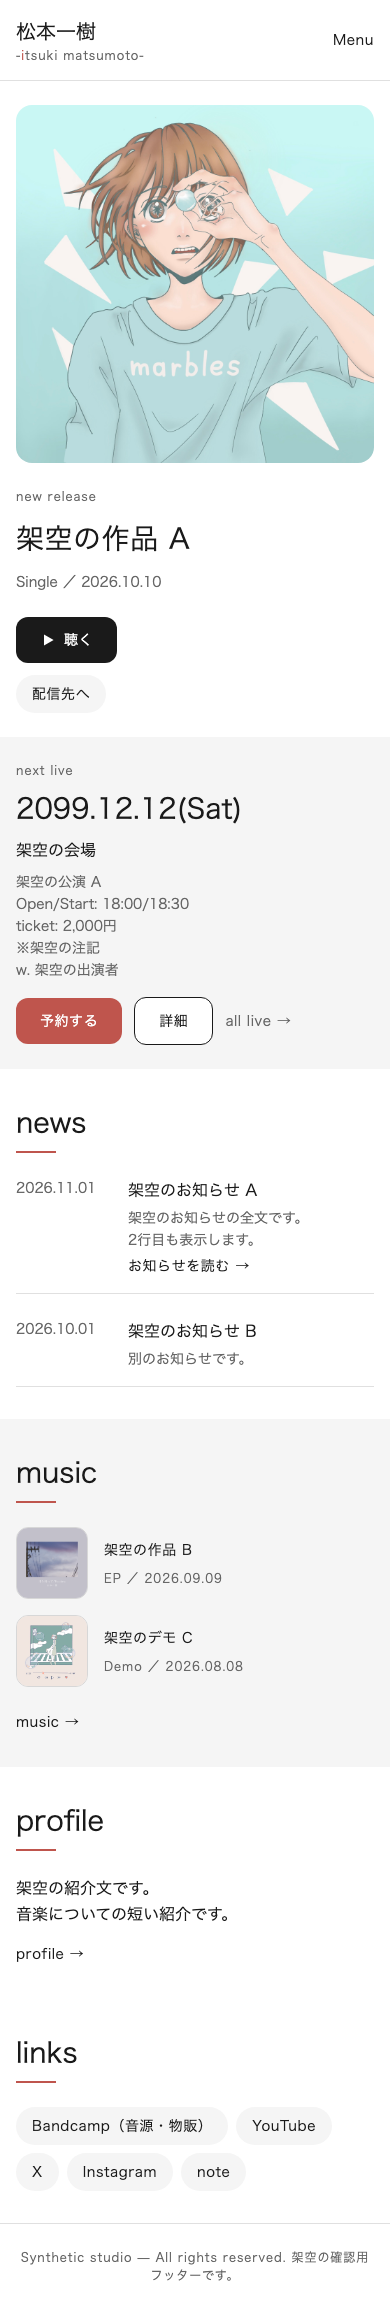 松本一樹
-itsuki matsumoto-
Menu
marbles
new release
架空の作品 A
Single ／ 2026.10.10
▶ 聴く
配信先へ
next live
2099.12.12(Sat)
架空の会場
架空の公演 A
Open/Start: 18:00/18:30
ticket: 2,000円
※架空の注記
w. 架空の出演者
予約する
詳細
all live →
news
2026.11.01
架空のお知らせ A
架空のお知らせの全文です。
2行目も表示します。
お知らせを読む →
2026.10.01
架空のお知らせ B
別のお知らせです。
music
架空の作品 B
EP ／ 2026.09.09
架空のデモ C
Demo ／ 2026.08.08
music →
profile
架空の紹介文です。
音楽についての短い紹介です。
profile →
links
Bandcamp（音源・物販）
YouTube
X
Instagram
note
Synthetic studio — All rights reserved. 架空の確認用
フッターです。